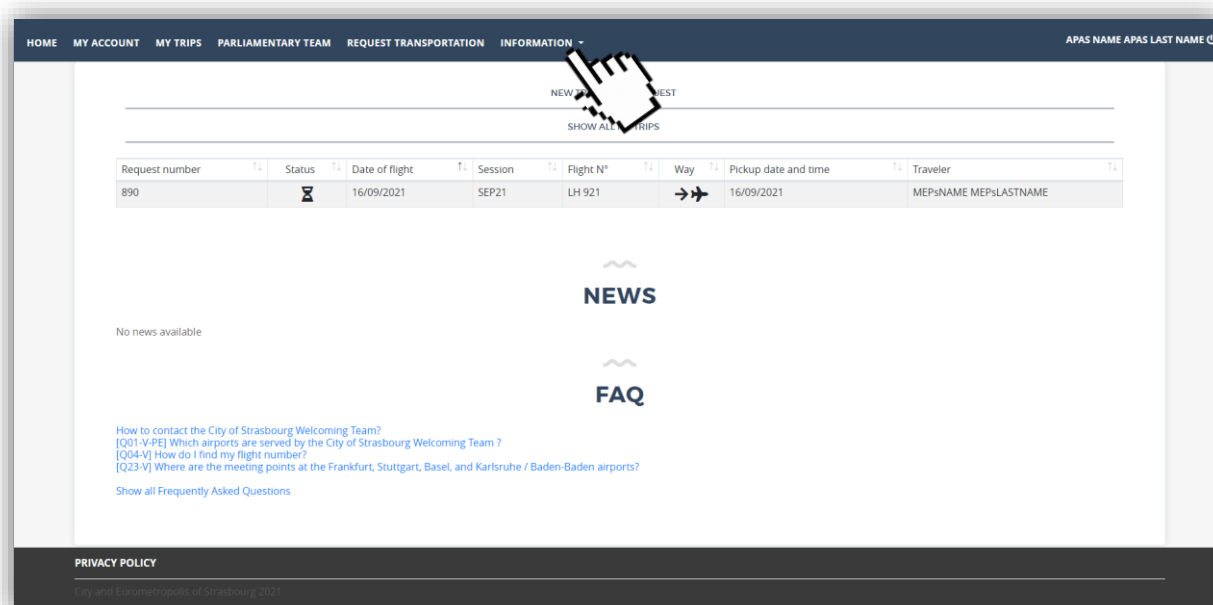 HOME MY ACCOUNT MY TRIPS PARLIAMENTARY TEAM REQUEST TRANSPORTATION INFORMATION APAS NAME APAS LAST NAME
NEW
SHOW ALL TRIPS
Request number Status Date of flight Session Flight N° Way Pickup date and time Traveler
890 16/09/2021 SEP21 LH 921 16/09/2021 MEPsNAME MEPsLASTNAME
NEWS
No news available
FAQ
How to contact the City of Strasbourg Welcoming Team?
[Q01-V-PE] Which airports are served by the City of Strasbourg Welcoming Team ?
[Q04-V] How do I find my flight number?
[Q23-V] Where are the meeting points at the Frankfurt, Stuttgart, Basel, and Karlsruhe / Baden-Baden airports?
Show all Frequently Asked Questions
PRIVACY POLICY
City and Eurometropolis of Strasbourg 2021